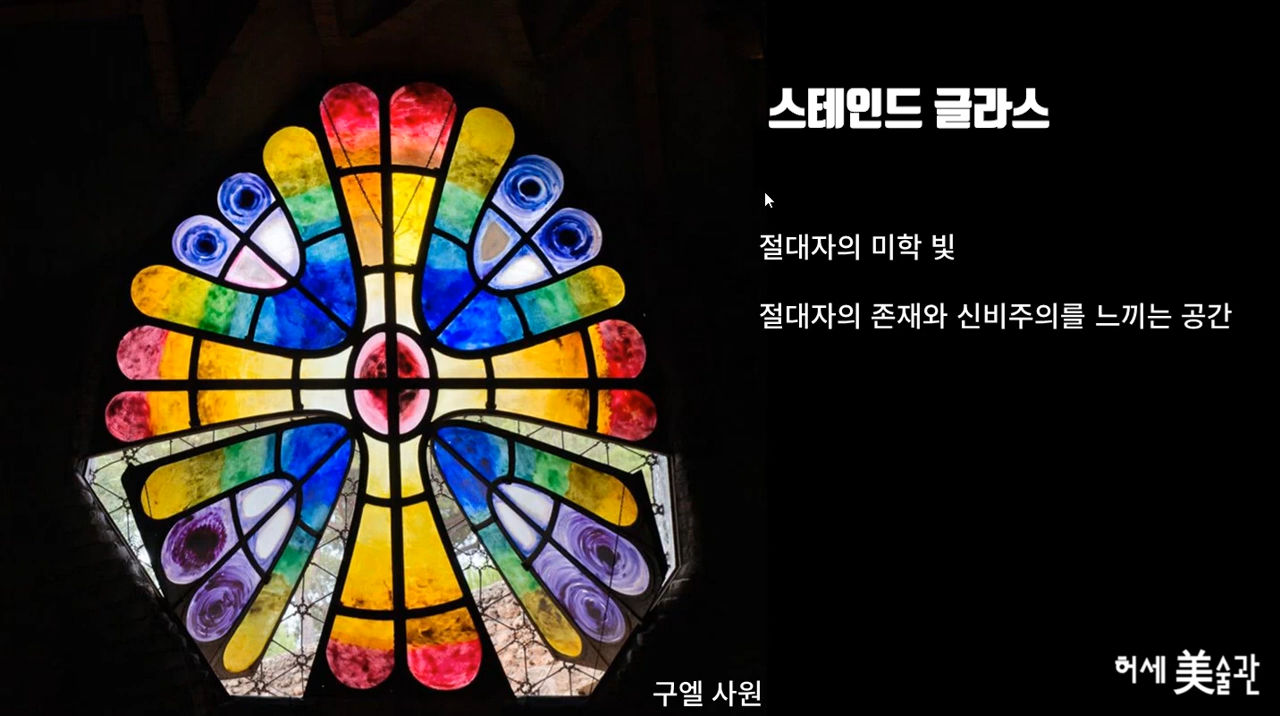 스테인드 글라스
절대자의 미학 빛
절대자의 존재와 신비주의를 느끼는 공간
구엘 사원
허세 美술관